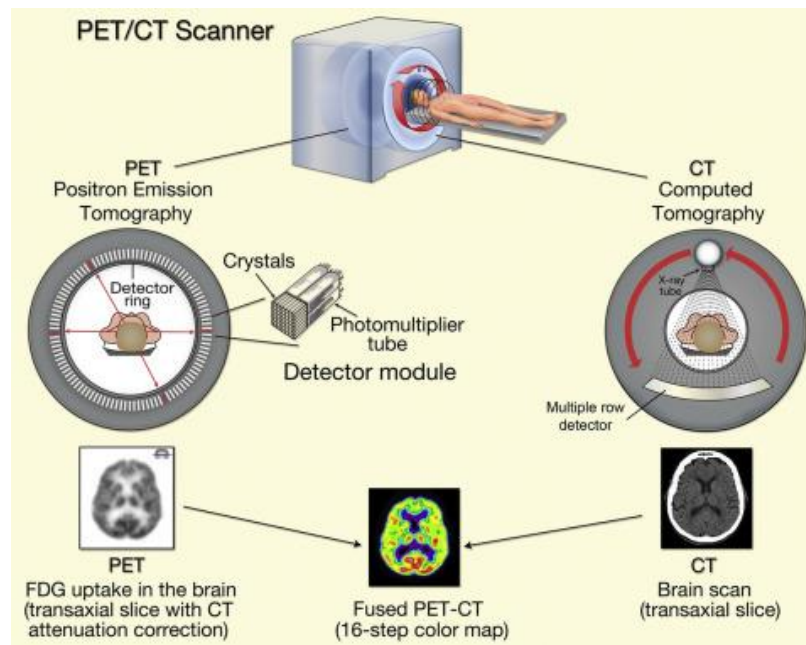 PET/CT Scanner
PET
Positron Emission
Tomography
CT
Computed
Tomography
Detector
ring
Crystals
Photomultiplier
tube
Detector module
X-ray
tube
Multiple row
detector
PET
FDG uptake in the brain
(transaxial slice with CT
attenuation correction)
Fused PET-CT
(16-step color map)
CT
Brain scan
(transaxial slice)